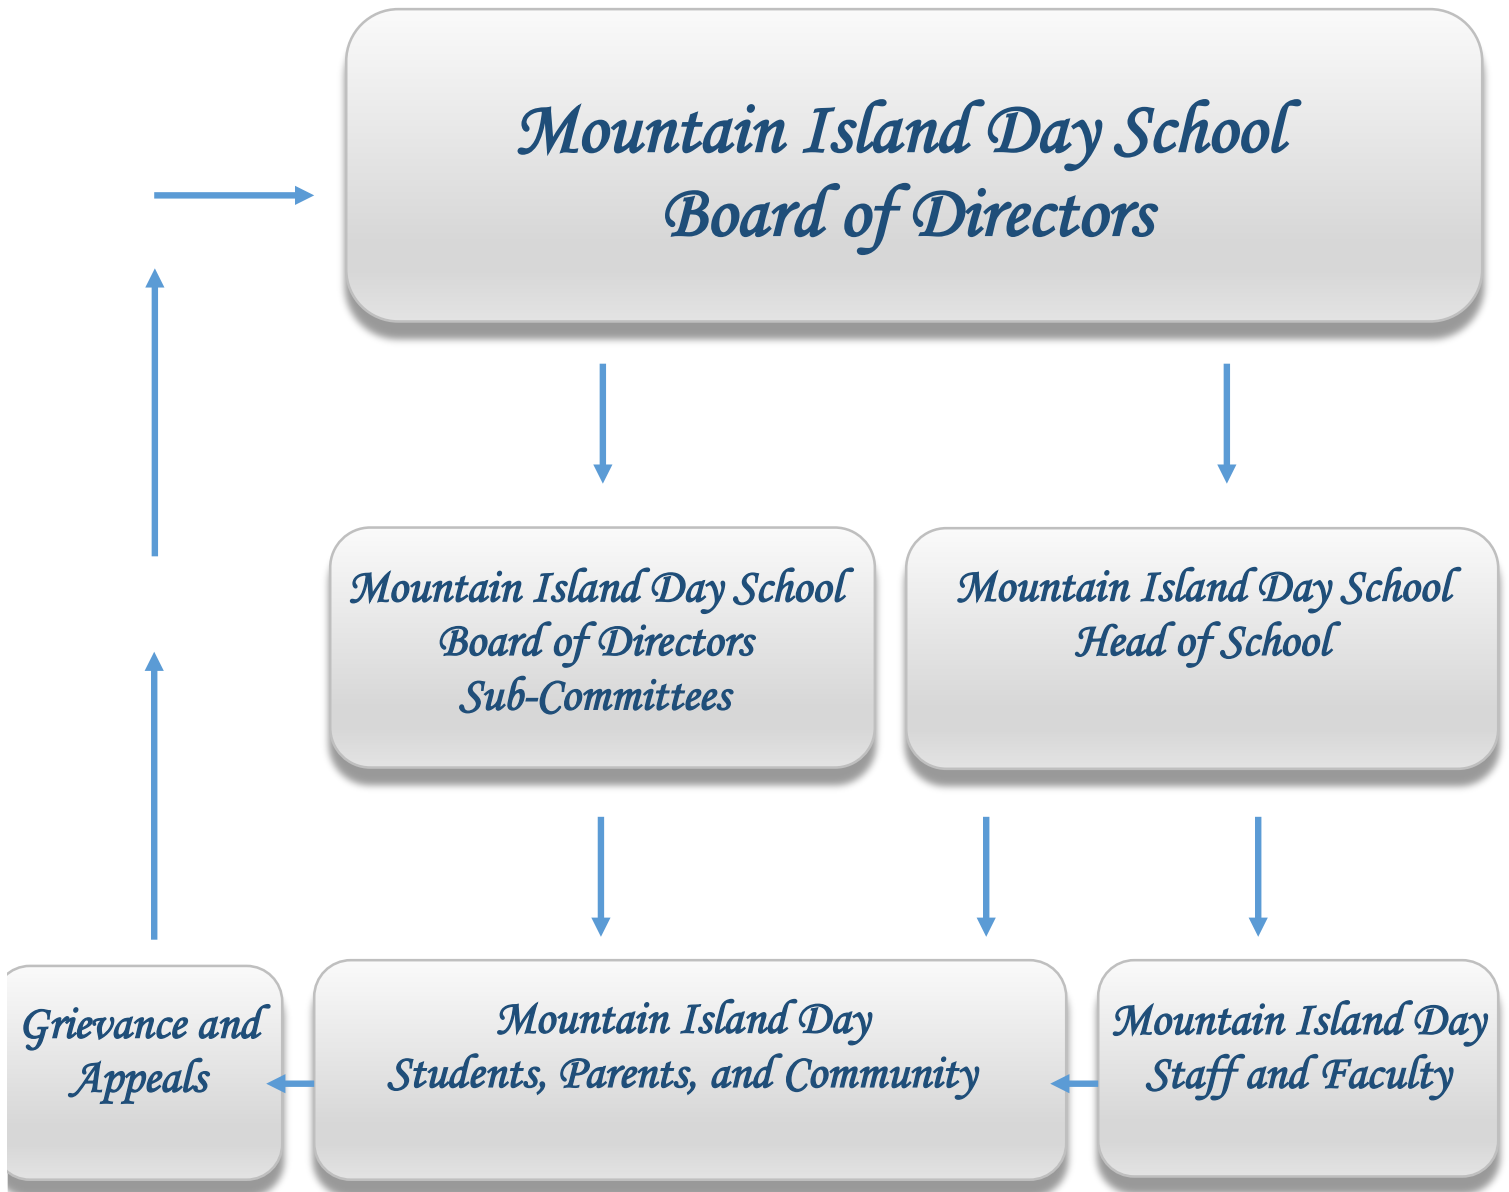 Mountain Island Day School
Board of Directors
Mountain Island Day School
Board of Directors
Sub-Committees
Mountain Island Day School
Head of School
Grievance and
Appeals
Mountain Island Day
Students, Parents, and Community
Mountain Island Day
Staff and Faculty